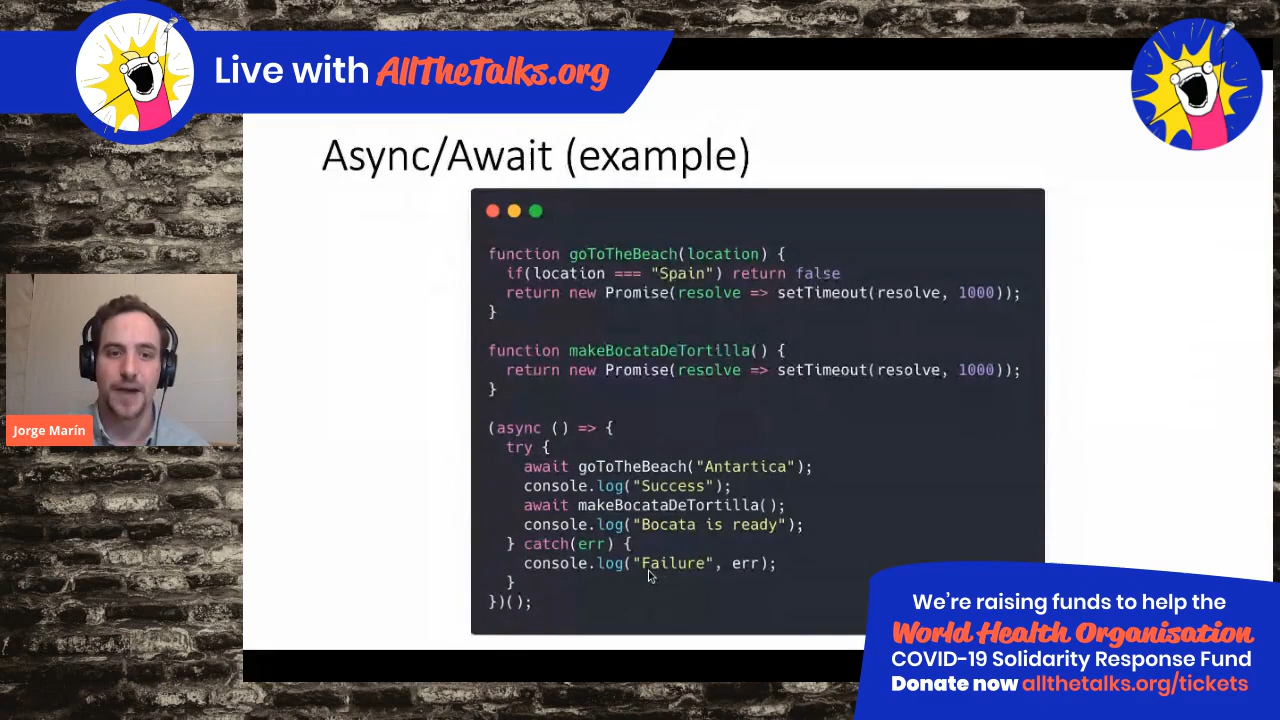 Live with AllTheTalks.org
Async/Await (example)
function goToTheBeach(location) {
if(location === "Spain") return false
return new Promise(resolve => setTimeout(resolve, 1000));
}
function makeBocataDeTortilla() {
return new Promise(resolve => setTimeout(resolve, 1000));
}
(async () => {
try {
await goToTheBeach("Antartica");
console.log("Success");
await makeBocataDeTortilla();
console.log("Bocata is ready");
} catch(err) {
console.log("Failure", err);
}
})();
Jorge Marín
We're raising funds to help the
World Health Organisation
COVID-19 Solidarity Response Fund
Donate now allthetalks.org/tickets